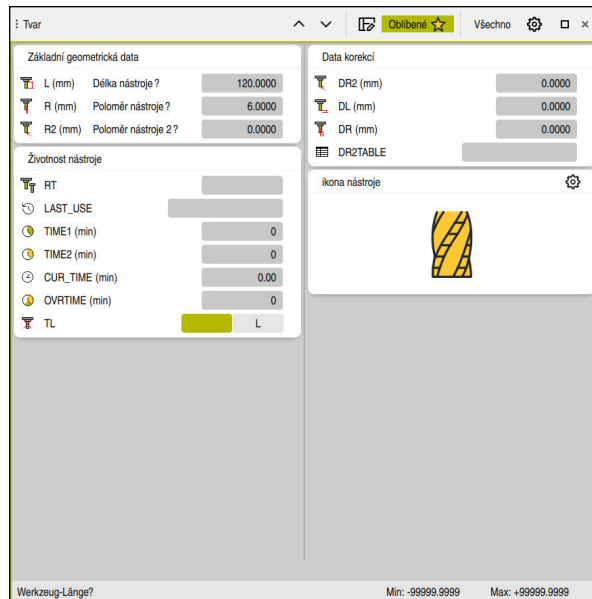 Tvar
Oblíbené
Všechno
Základní geometrická data
L (mm) Délka nástroje? 120.0000
R (mm) Poloměr nástroje? 6.0000
R2 (mm) Poloměr nástroje 2? 0.0000
Životnost nástroje
RT
LAST_USE
TIME1 (min) 0
TIME2 (min) 0
CUR_TIME (min) 0.00
OVRTIME (min) 0
TL L
Data korekcí
DR2 (mm) 0.0000
DL (mm) 0.0000
DR (mm) 0.0000
DR2TABLE
ikona nástroje
Werkzeug-Länge? Min: -99999.9999 Max: +99999.9999